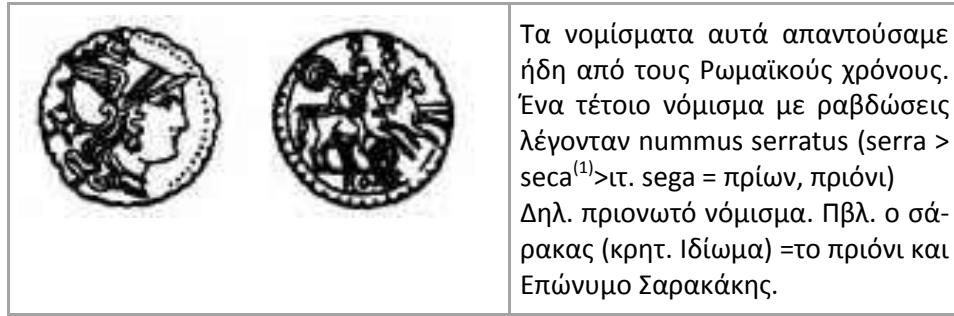 Τα νομίσματα αυτά απαντούσαμε
ήδη από τους Ρωμαϊκούς χρόνους.
Ένα τέτοιο νόμισμα με ραβδώσεις
λέγονταν nummus serratus (serra >
seca⁽¹⁾>ιτ. sega = πρίων, πριόνι)
Δηλ. πριονωτό νόμισμα. Πβλ. ο σά-
ρακας (κρητ. Ιδίωμα) =το πριόνι και
Επώνυμο Σαρακάκης.